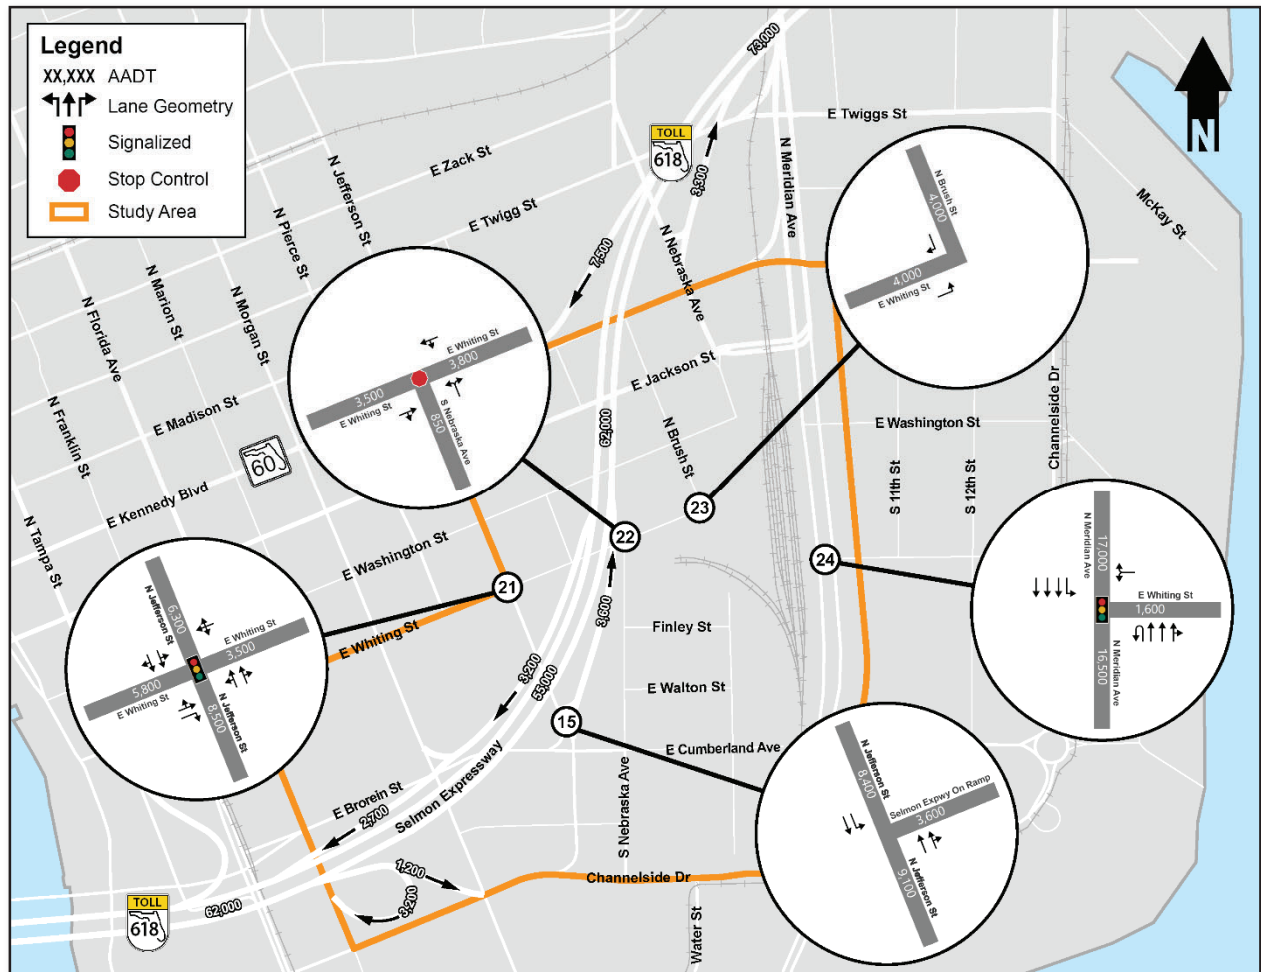 Legend
XX,XXX AADT
Lane Geometry
Signalized
Stop Control
Study Area
73,000
E Twiggs St
TOLL
618
3,300
N Meridian Ave
N
McKay St
E Zack St
N Jefferson St
E Twigg St
N Pierce St
N Nebraska Ave
7,500
N Marion St
N Morgan St
N Florida Ave
N Franklin St
N Tampa St
E Madison St
60
E Kennedy Blvd
E Jackson St
62,000
N Brush St
E Washington St
E Washington St
S 11th St
S 12th St
Channelside Dr
N Brush St
4,000
4,000
E Whiting St
E Whiting St
3,800
3,500
E Whiting St
850
S Nebraska Ave
23
22
21
24
15
E Whiting St
3,600
Finley St
E Walton St
E Cumberland Ave
3,200
55,000
Selmon Expressway
E Brorein St
2,700
S Nebraska Ave
1,200
3,200
Channelside Dr
Water St
62,000
TOLL
618
N Jefferson St
6,300
E Whiting St
3,500
5,800
E Whiting St
8,500
N Jefferson St
N Meridian Ave
17,000
E Whiting St
1,600
N Meridian Ave
16,500
N Jefferson St
8,400
Selmon Expwy On Ramp
3,600
9,100
N Jefferson St